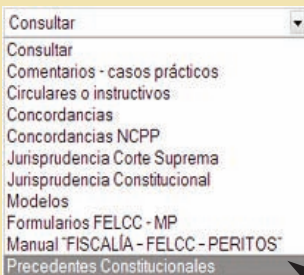 Consultar
Consultar
Comentarios - casos prácticos
Circulares o instructivos
Concordancias
Concordancias NCPP
Jurisprudencia Corte Suprema
Jurisprudencia Constitucional
Modelos
Formularios FELCC - MP
Manual "FISCALÍA - FELCC - PERITOS"
Precedentes Constitucionales